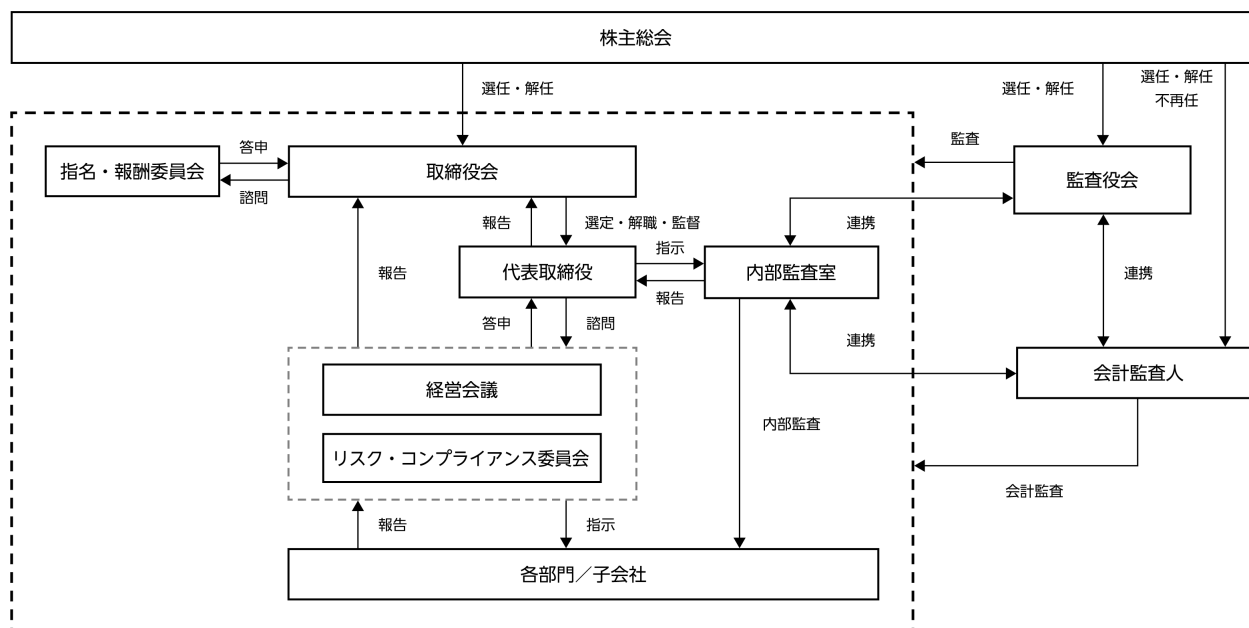 株主総会
選任・解任
選任・解任
選任・解任
不再任
答申
監査
指名・報酬委員会
取締役会
監査役会
諮問
報告
選定・解職・監督
連携
指示
代表取締役
内部監査室
報告
連携
報告
答申
諮問
連携
経営会議
会計監査人
内部監査
リスク・コンプライアンス委員会
会計監査
報告
指示
各部門／子会社